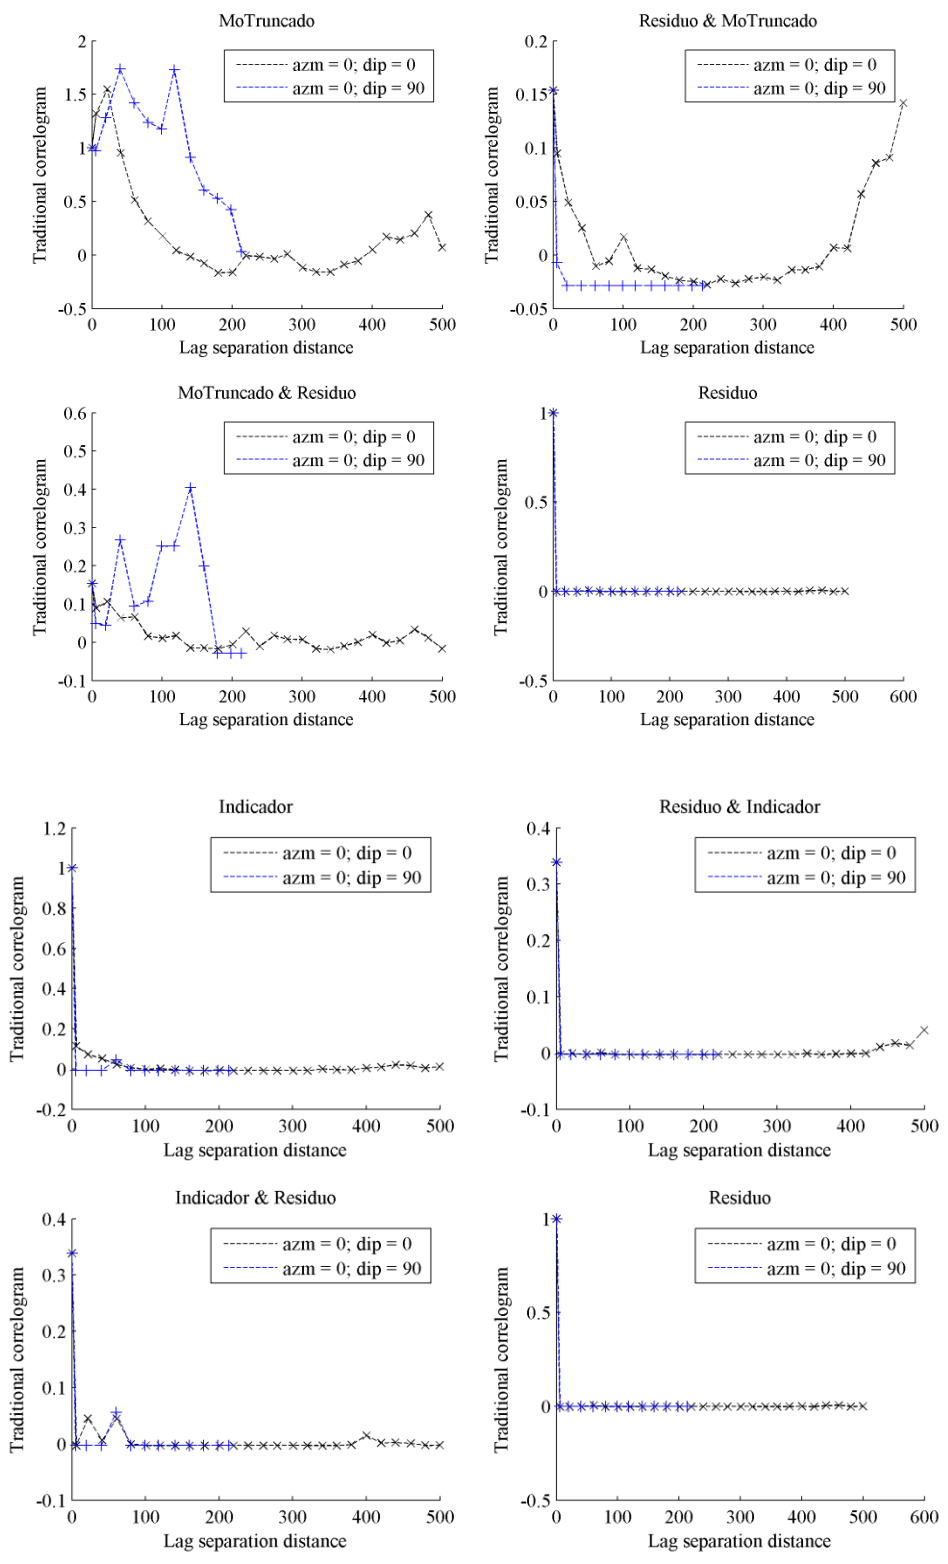 MoTruncado
Traditional correlogram
2
1.5
1
0.5
0
-0.5
azm = 0; dip = 0
azm = 0; dip = 90
0 100 200 300 400 500
Lag separation distance
Residuo & MoTruncado
Traditional correlogram
0.2
0.15
0.1
0.05
0
-0.05
azm = 0; dip = 0
azm = 0; dip = 90
0 100 200 300 400 500
Lag separation distance
MoTruncado & Residuo
Traditional correlogram
0.6
0.5
0.4
0.3
0.2
0.1
0
-0.1
azm = 0; dip = 0
azm = 0; dip = 90
0 100 200 300 400 500
Lag separation distance
Residuo
Traditional correlogram
1
0.5
0
-0.5
azm = 0; dip = 0
azm = 0; dip = 90
0 100 200 300 400 500 600
Lag separation distance
Indicador
Traditional correlogram
1.2
1
0.8
0.6
0.4
0.2
0
-0.2
azm = 0; dip = 0
azm = 0; dip = 90
0 100 200 300 400 500
Lag separation distance
Residuo & Indicador
Traditional correlogram
0.4
0.3
0.2
0.1
0
-0.1
azm = 0; dip = 0
azm = 0; dip = 90
0 100 200 300 400 500
Lag separation distance
Indicador & Residuo
Traditional correlogram
0.4
0.3
0.2
0.1
0
-0.1
azm = 0; dip = 0
azm = 0; dip = 90
0 100 200 300 400 500
Lag separation distance
Residuo
Traditional correlogram
1
0.5
0
-0.5
azm = 0; dip = 0
azm = 0; dip = 90
0 100 200 300 400 500 600
Lag separation distance